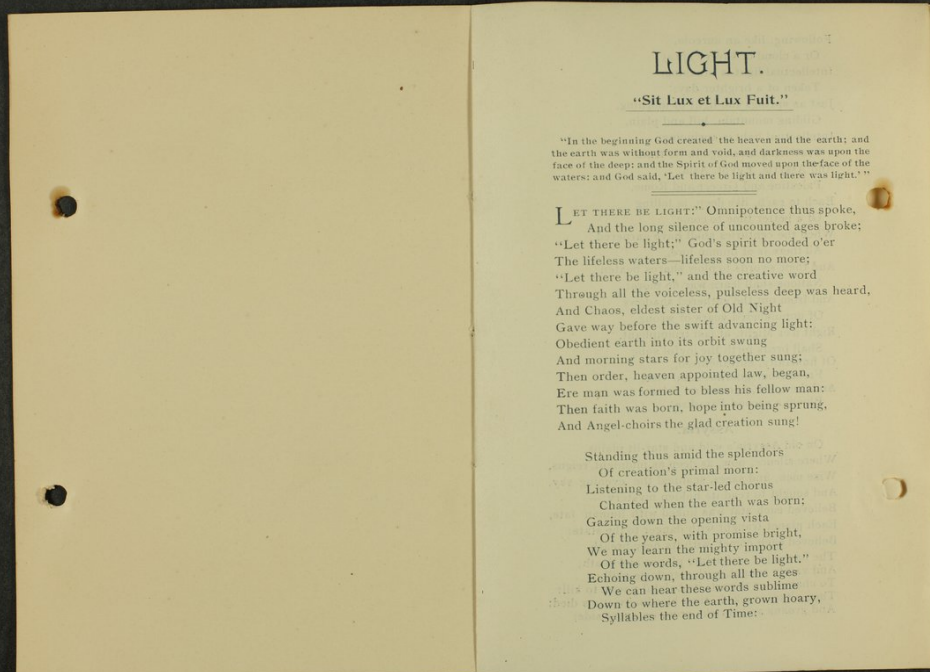 LIGHT.
"Sit Lux et Lux Fuit."
"In the beginning God created the heaven and the earth; and
the earth was without form and void, and darkness was upon the
face of the deep; and the Spirit of God moved upon the face of the
waters; and God said, 'Let there be light and there was light.' "
LET THERE BE LIGHT:" Omnipotence thus spoke,
And the long silence of uncounted ages broke;
"Let there be light;" God's spirit brooded o'er
The lifeless waters—lifeless soon no more;
"Let there be light," and the creative word
Through all the voiceless, pulseless deep was heard,
And Chaos, eldest sister of Old Night
Gave way before the swift advancing light:
Obedient earth into its orbit swung
And morning stars for joy together sung;
Then order, heaven appointed law, began,
Ere man was formed to bless his fellow man:
Then faith was born, hope into being sprung,
And Angel-choirs the glad creation sung!
Standing thus amid the splendors
Of creation's primal morn:
Listening to the star-led chorus
Chanted when the earth was born;
Gazing down the opening vista
Of the years, with promise bright,
We may learn the mighty import
Of the words, "Let there be light."
Echoing down, through all the ages
We can hear these words sublime
Down to where the earth, grown hoary,
Syllables the end of Time: